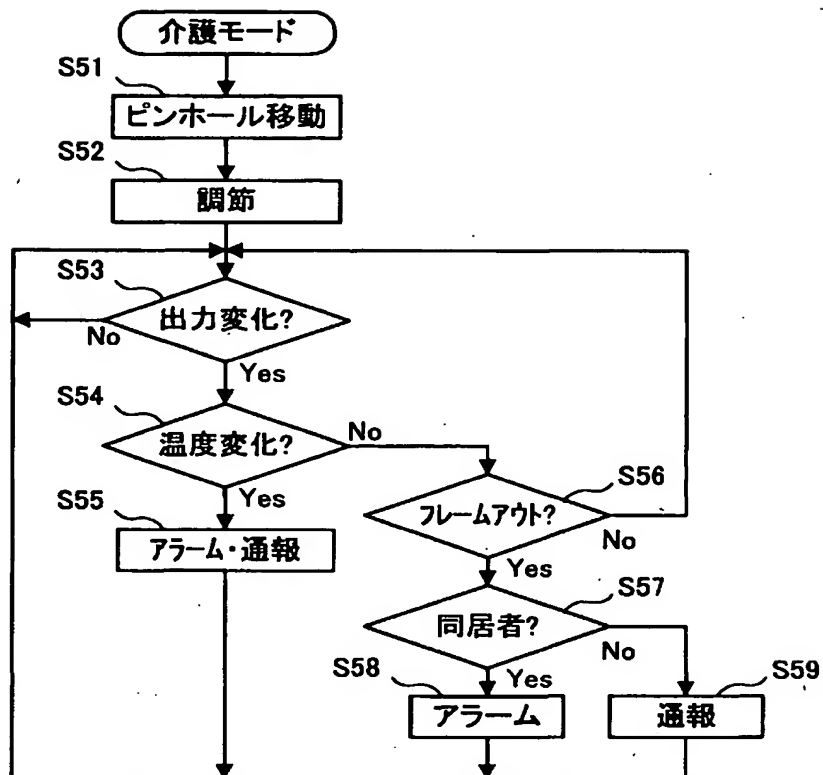 介護モード
S51
ピンホール移動
S52
調節
S53
出力変化?
No
Yes
S54
温度変化?
No
Yes
S55
アラーム・通報
S56
フレームアウト?
No
Yes
S57
同居者?
No
Yes
S58
アラーム
S59
通報